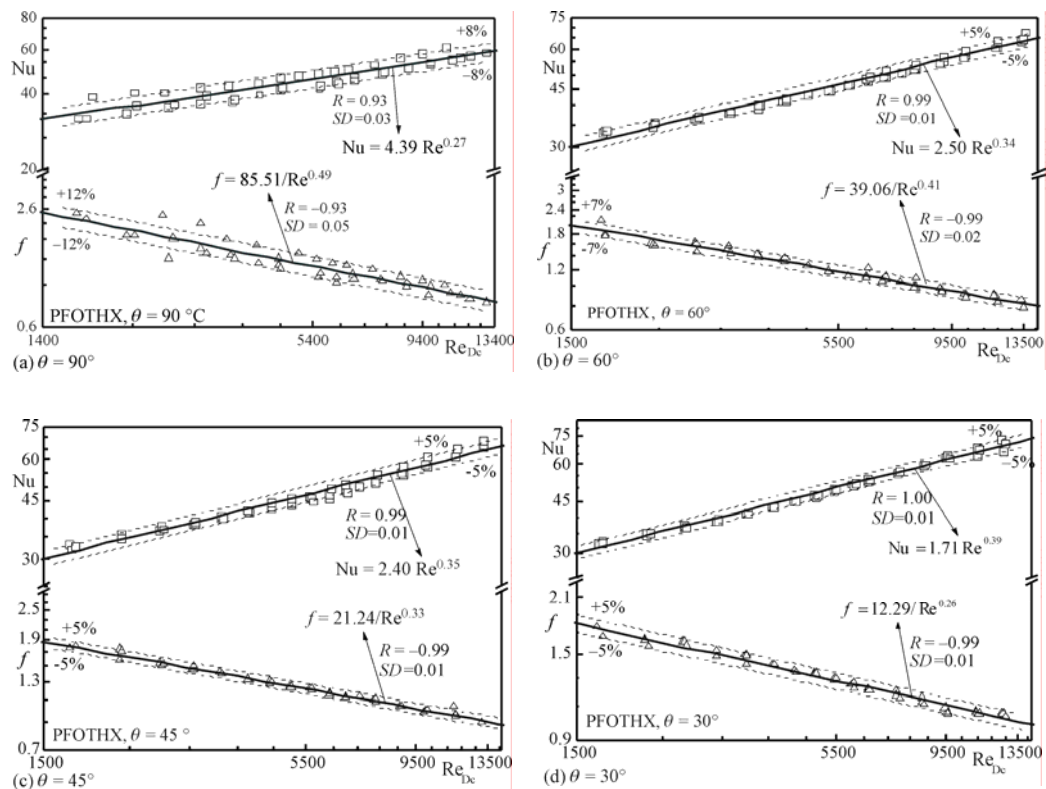 80
60
Nu
40
20
+8%
-8%
R = 0.93
SD = 0.03
Nu = 4.39 Re^0.27
f = 85.51/Re^0.49
2.6
+12%
f
–12%
R = –0.93
SD = 0.05
PFOTHX, θ = 90 °C
0.6
1400
5400
9400
13400
Re_Dc
(a) θ = 90°
75
Nu
60
45
30
+5%
-5%
R = 0.99
SD = 0.01
Nu = 2.50 Re^0.34
f = 39.06/Re^0.41
3
2.4
+7%
f
1.8
-7%
1.2
R = -0.99
SD = 0.02
PFOTHX, θ = 60°
0.6
1500
5500
9500
13500
Re_Dc
(b) θ = 60°
75
Nu
60
45
30
+5%
-5%
R = 0.99
SD=0.01
Nu = 2.40 Re^0.35
f = 21.24/Re^0.33
2.5
1.9
+5%
f
-5%
1.3
R = –0.99
SD = 0.01
PFOTHX, θ = 45 °
0.7
1500
5500
9500
13500
Re_Dc
(c) θ = 45°
75
Nu
60
45
30
+5%
–5%
R = 1.00
SD = 0.01
Nu = 1.71 Re^0.39
f = 12.29/Re^0.26
2.1
+5%
f
–5%
1.5
R = –0.99
SD = 0.01
PFOTHX, θ = 30°
0.9
1500
5500
9500
13500
Re_Dc
(d) θ = 30°